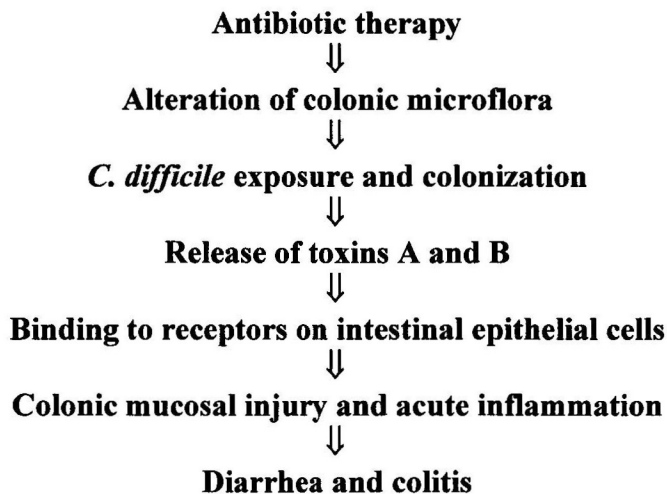 Antibiotic therapy
⇓
Alteration of colonic microflora
⇓
C. difficile exposure and colonization
⇓
Release of toxins A and B
⇓
Binding to receptors on intestinal epithelial cells
⇓
Colonic mucosal injury and acute inflammation
⇓
Diarrhea and colitis